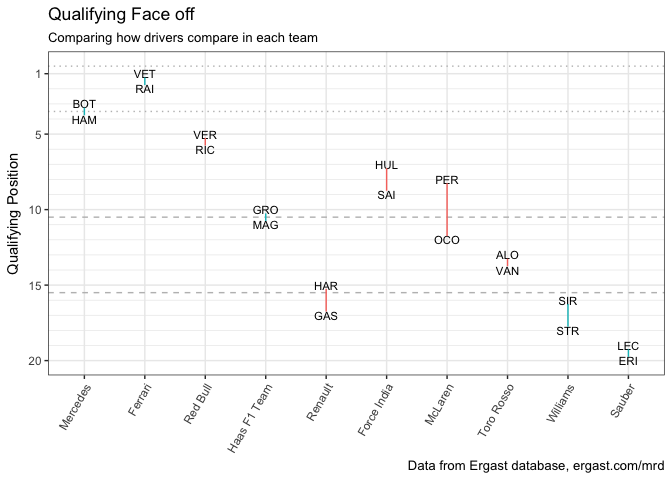 Qualifying Face off
Comparing how drivers compare in each team
Qualifying Position
1
5
10
15
20
VET
RAI
BOT
HAM
VER
RIC
HUL
SAI
PER
OCO
GRO
MAG
ALO
VAN
HAR
GAS
SIR
STR
LEC
ERI
Mercedes
Ferrari
Red Bull
Haas F1 Team
Renault
Force India
McLaren
Toro Rosso
Williams
Sauber
Data from Ergast database, ergast.com/mrd